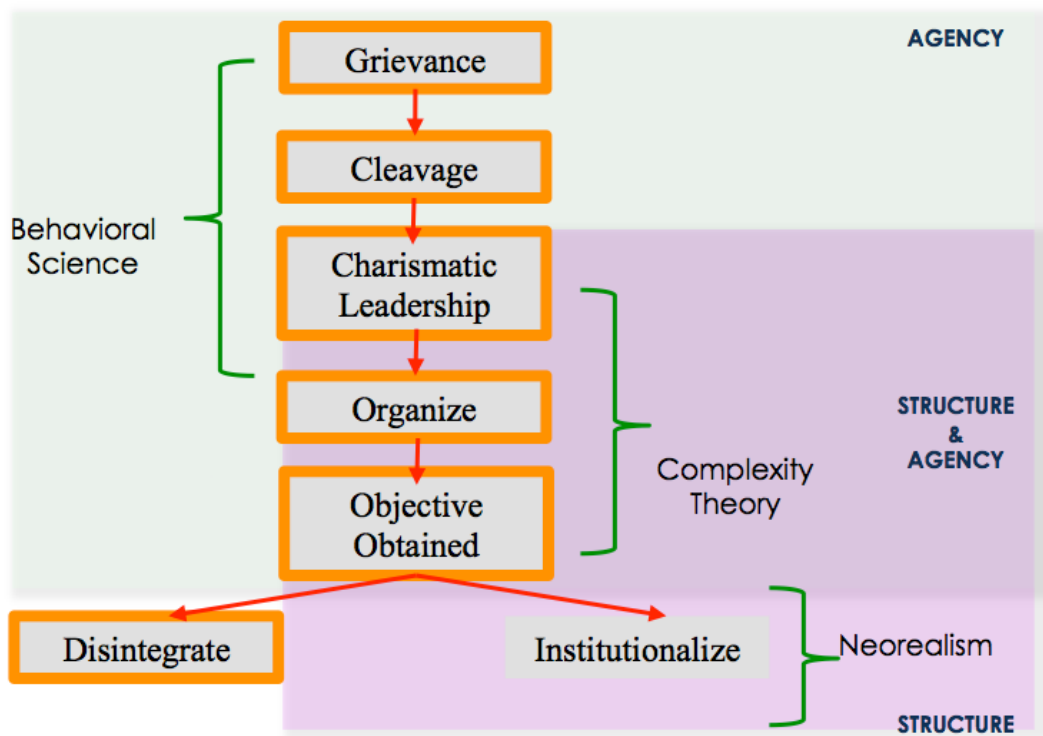 AGENCY
Grievance
Cleavage
Behavioral
Science
Charismatic
Leadership
Organize
STRUCTURE
&
AGENCY
Complexity
Theory
Objective
Obtained
Disintegrate
Institutionalize
Neorealism
STRUCTURE